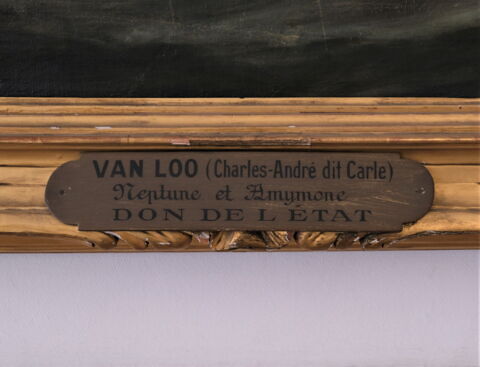 VAN LOO (Charles-André dit Carle)
Neptune et Amymone
DON DE L'ÉTAT